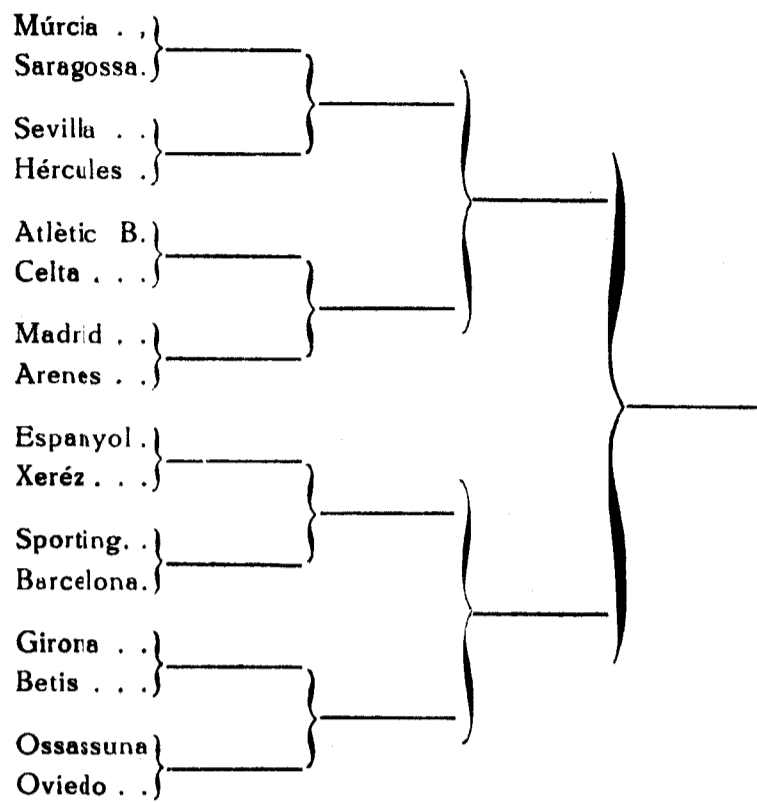 Múrcia . ,
Saragossa.
Sevilla . .
Hércules .
Atlètic B.
Celta . . .
Madrid . .
Arenes . .
Espanyol .
Xeréz . . .
Sporting. .
Barcelona.
Girona . .
Betis . . .
Ossassuna
Oviedo . .